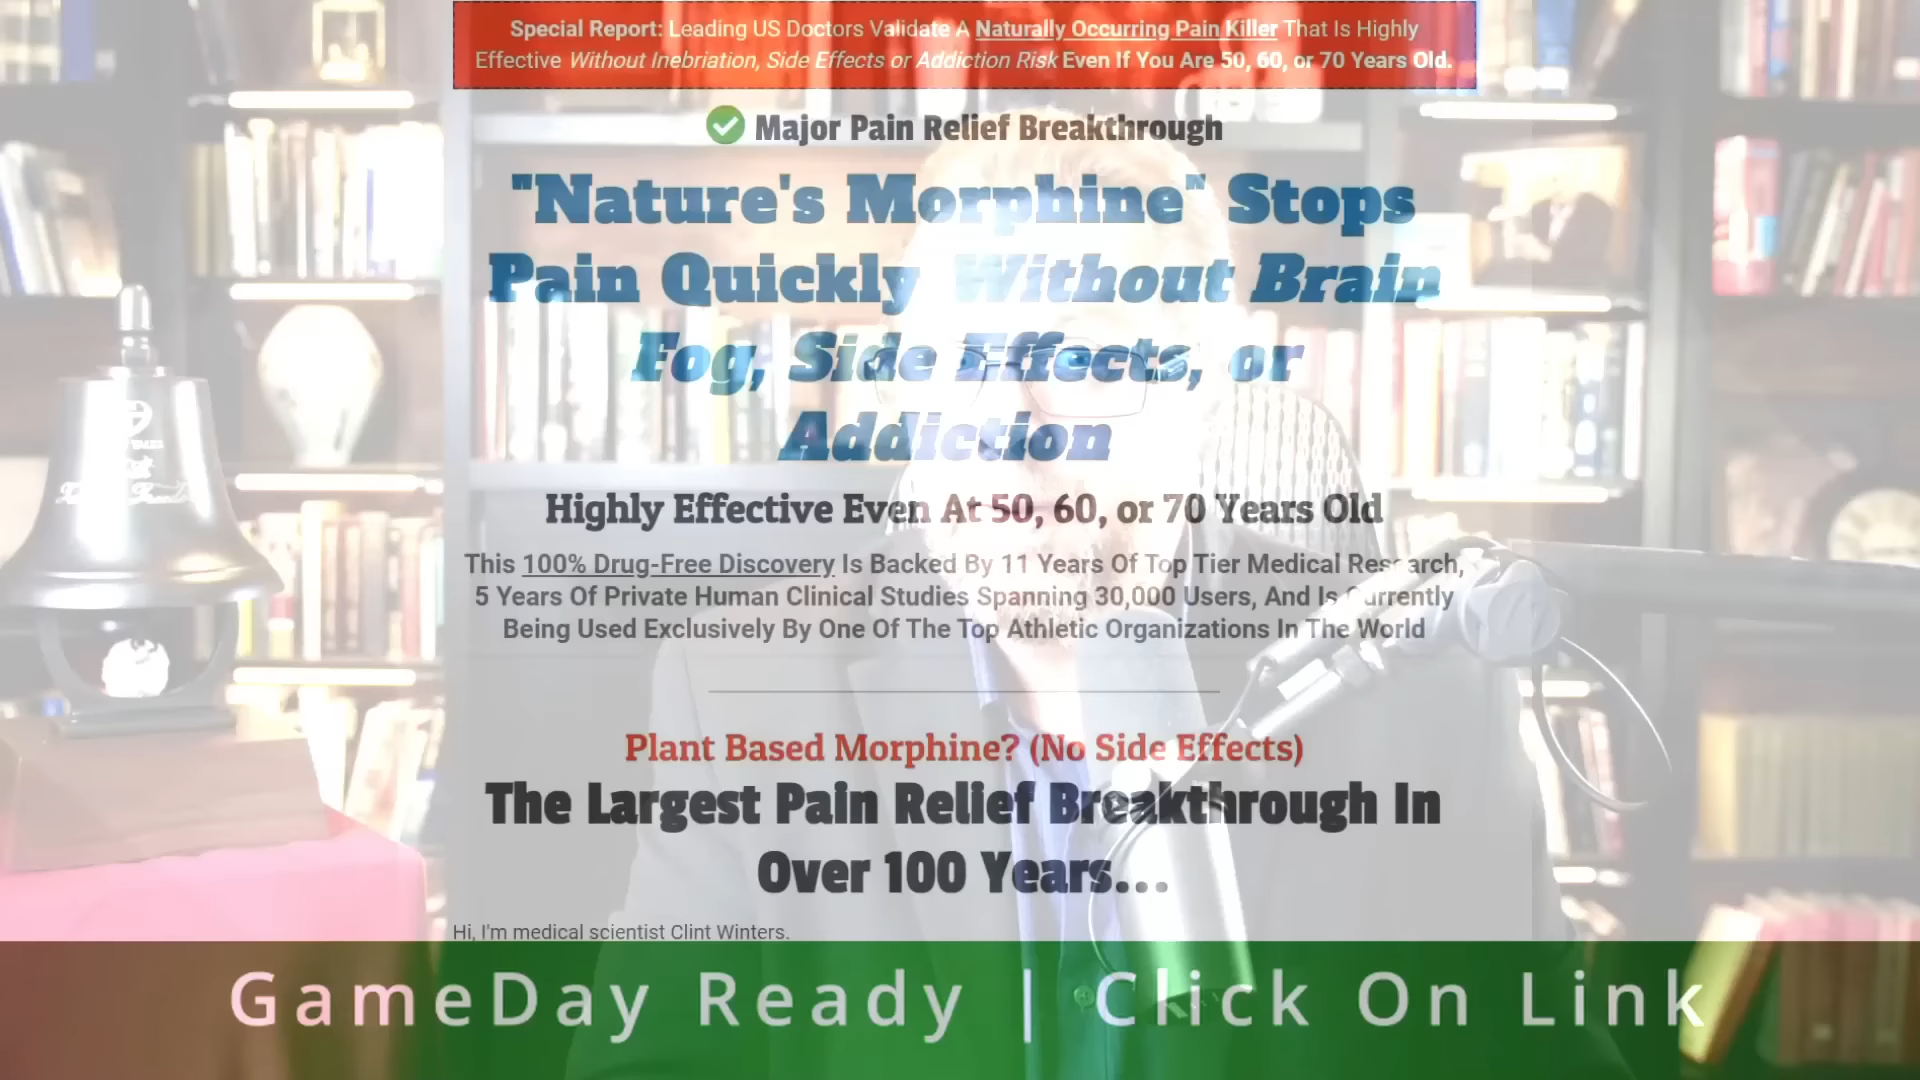 Special Report: Leading US Doctors Validate A Naturally Occurring Pain Killer That Is Highly
Effective Without Inebriation, Side Effects or Addiction Risk Even If You Are 50, 60, or 70 Years Old.
Major Pain Relief Breakthrough
"Nature's Morphine" Stops
Pain Quickly Without Brain
Fog, Side Effects, or
Addiction
Highly Effective Even At 50, 60, or 70 Years Old
This 100% Drug-Free Discovery Is Backed By 11 Years Of Top Tier Medical Research,
5 Years Of Private Human Clinical Studies Spanning 30,000 Users, And Is Currently
Being Used Exclusively By One Of The Top Athletic Organizations In The World
Plant Based Morphine? (No Side Effects)
The Largest Pain Relief Breakthrough In
Over 100 Years...
Hi, I'm medical scientist Clint Winters.
GameDay Ready | Click On Link